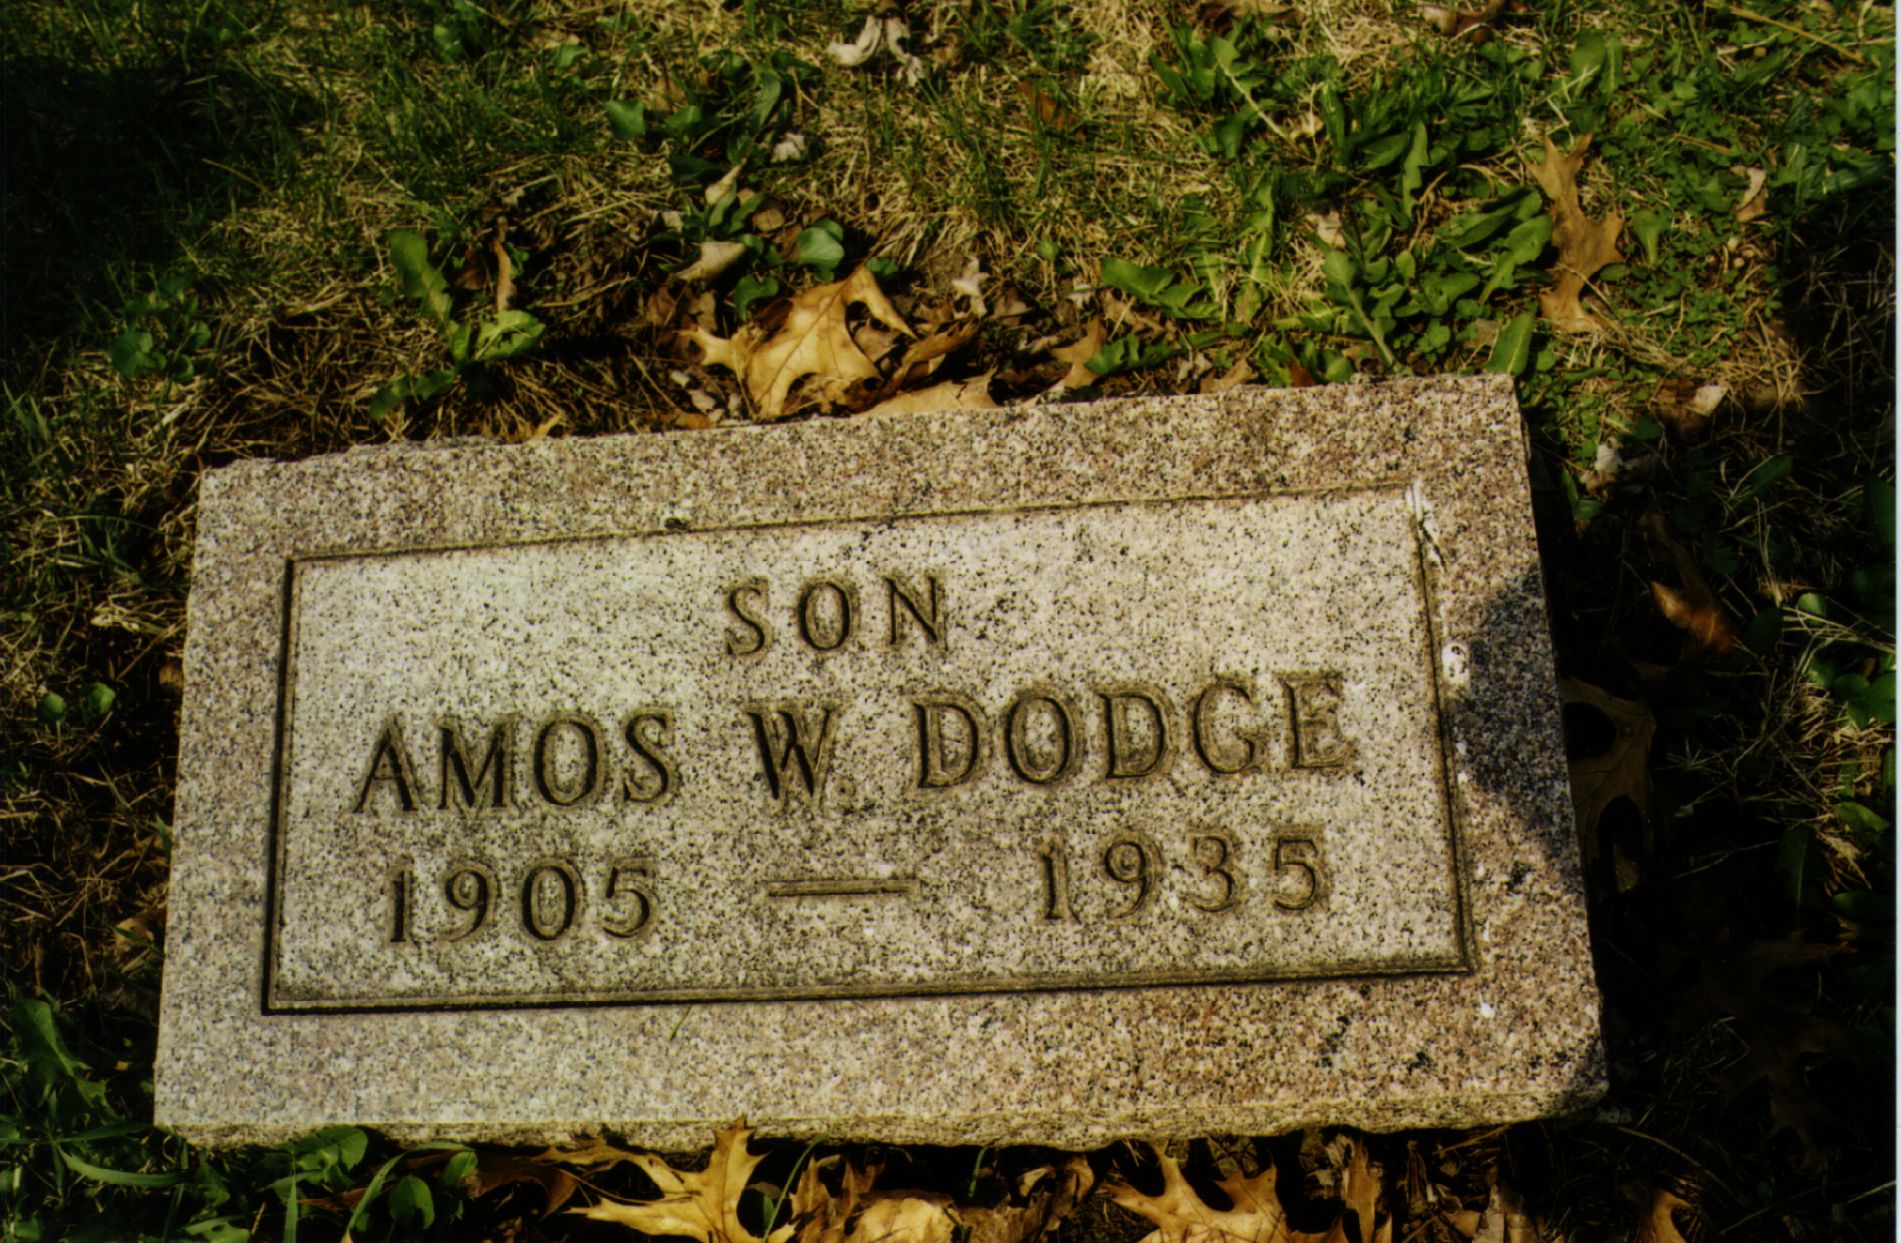 SON
AMOS W. DODGE
1905 — 1935